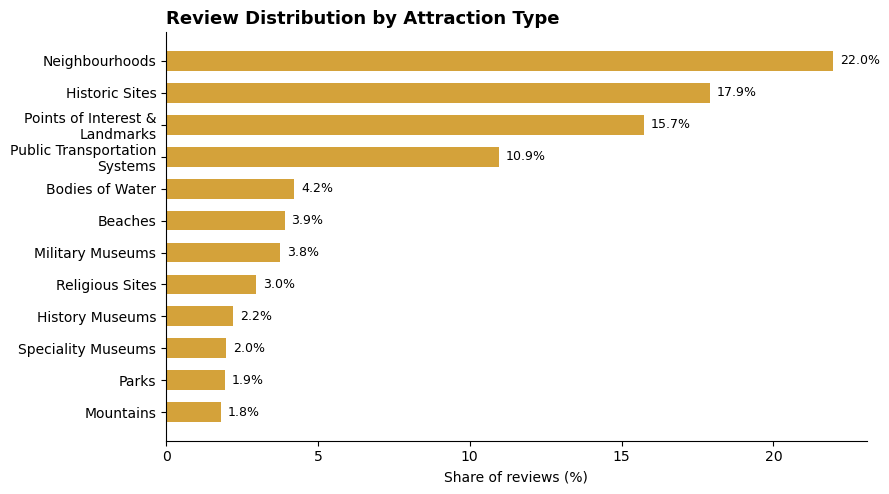 Review Distribution by Attraction Type
Neighbourhoods
22.0%
Historic Sites
17.9%
Points of Interest &
Landmarks
15.7%
Public Transportation
Systems
10.9%
Bodies of Water
4.2%
Beaches
3.9%
Military Museums
3.8%
Religious Sites
3.0%
History Museums
2.2%
Speciality Museums
2.0%
Parks
1.9%
Mountains
1.8%
0 5 10 15 20
Share of reviews (%)